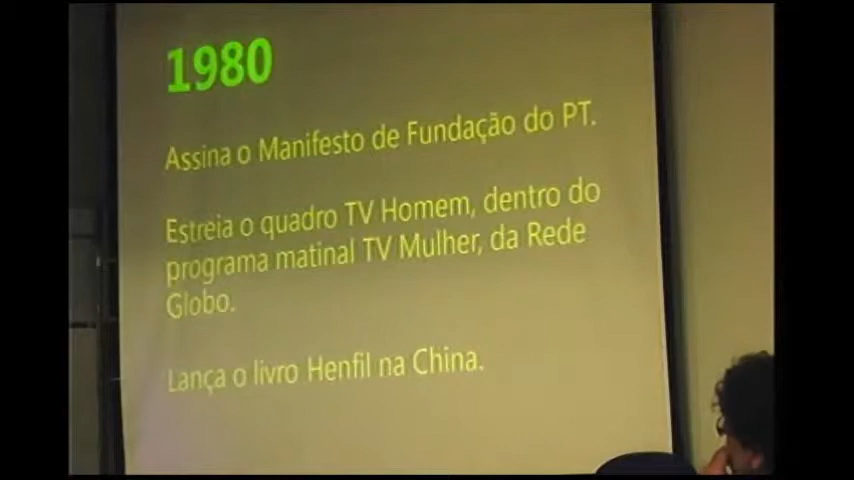 1980
Assina o Manifesto de Fundação do PT.
Estreia o quadro TV Homem, dentro do
programa matinal TV Mulher, da Rede
Globo.
Lança o livro Henfil na China.